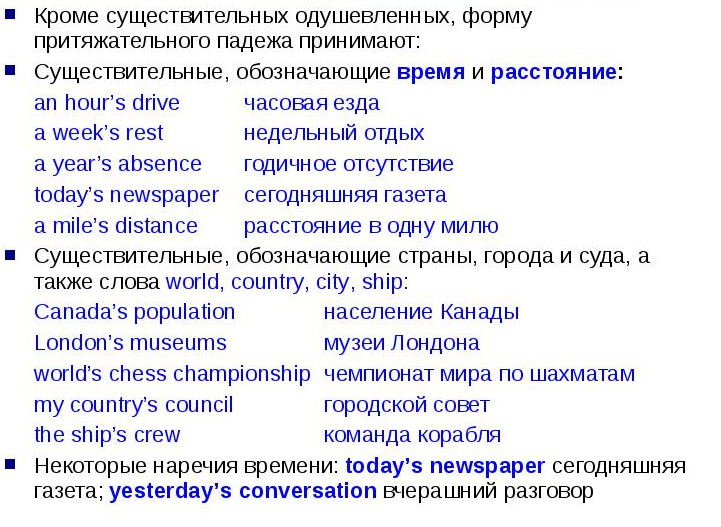 Кроме существительных одушевленных, форму
притяжательного падежа принимают:
Существительные, обозначающие время и расстояние:
an hour’s drive часовая езда
a week’s rest недельный отдых
a year’s absence годичное отсутствие
today’s newspaper сегодняшняя газета
a mile’s distance расстояние в одну милю
Существительные, обозначающие страны, города и суда, а
также слова world, country, city, ship:
Canada’s population население Канады
London’s museums музеи Лондона
world’s chess championship чемпионат мира по шахматам
my country’s council городской совет
the ship’s crew команда корабля
Некоторые наречия времени: today’s newspaper сегодняшняя
газета; yesterday’s conversation вчерашний разговор